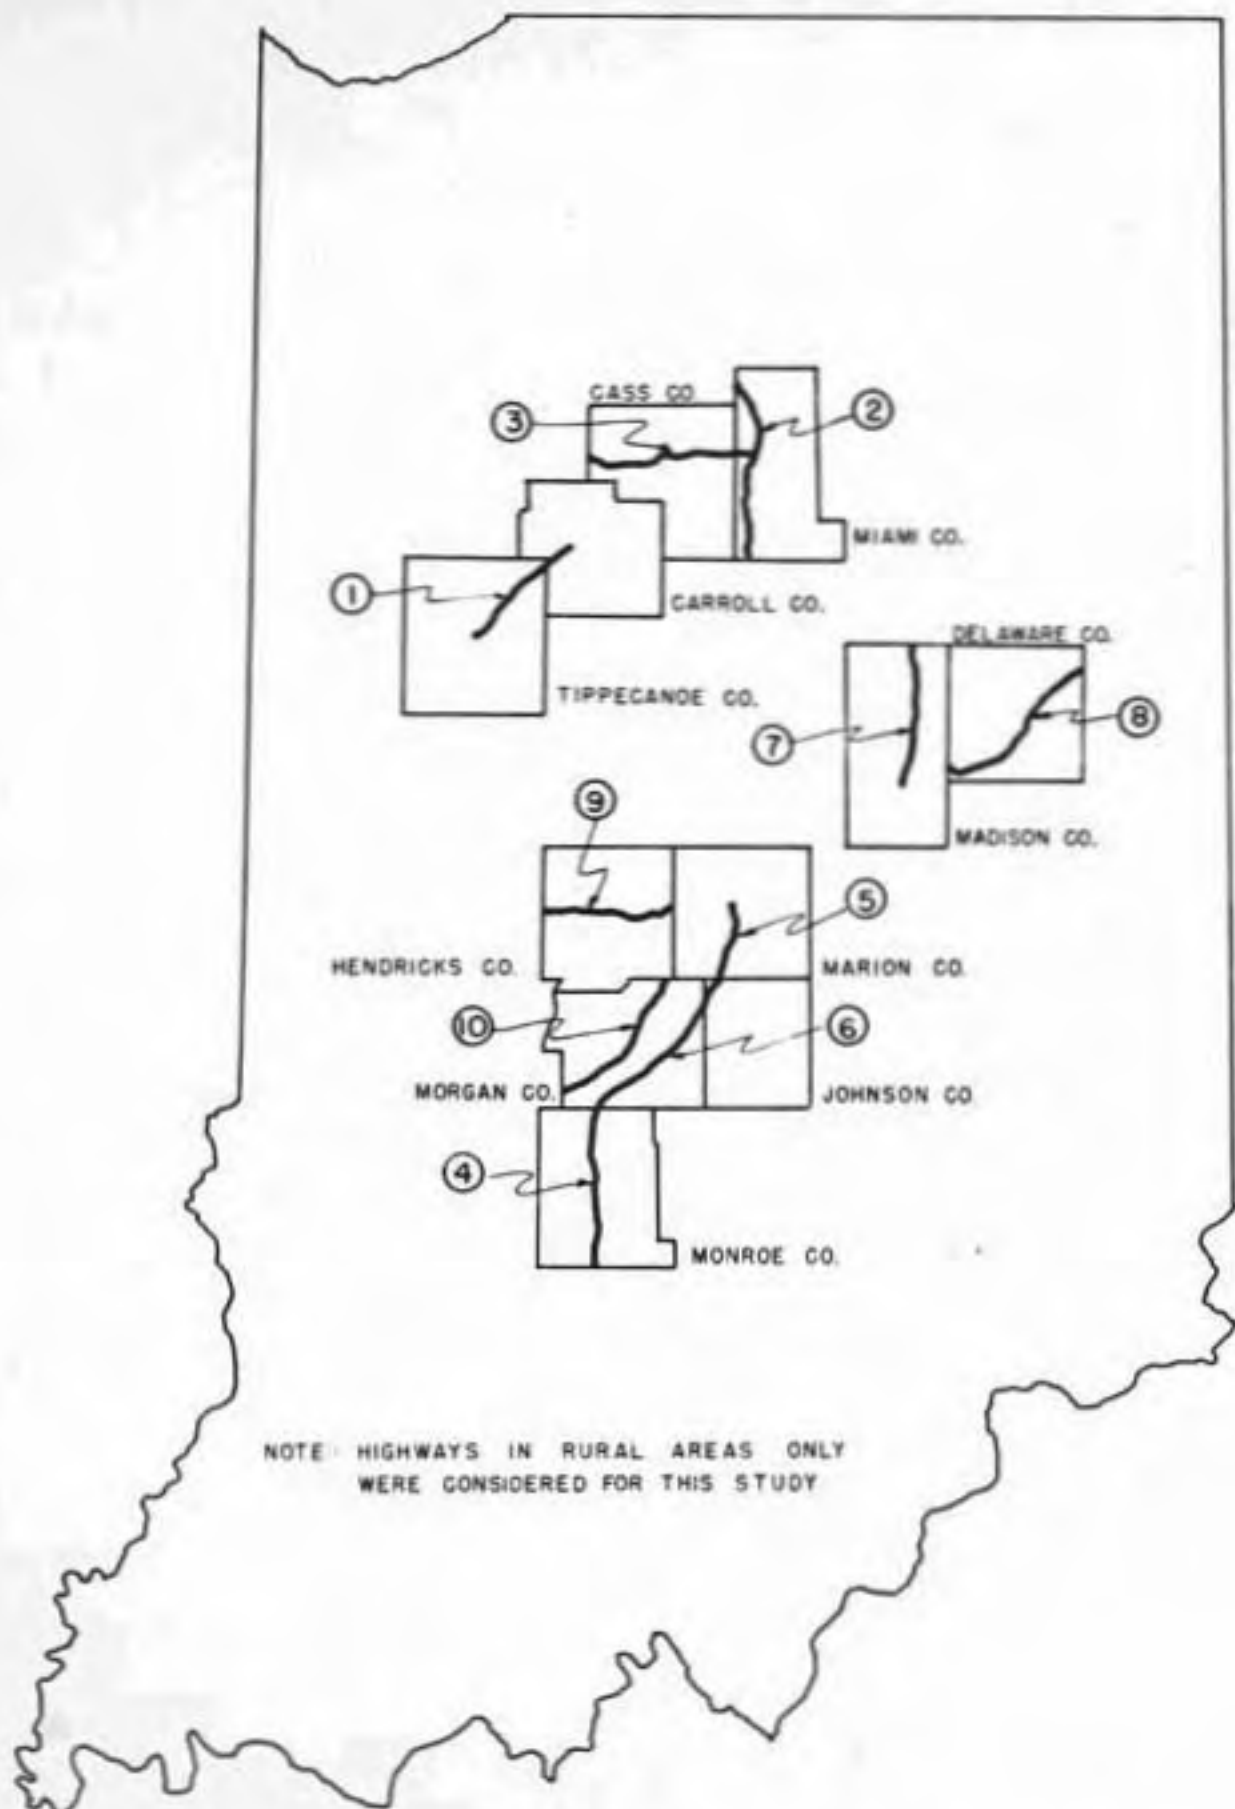 CASS CO
③
②
MIAMI CO.
①
CARROLL CO.
DELAWARE CO.
TIPPECANOE CO.
⑦
⑧
⑨
MADISON CO.
⑤
HENDRICKS CO.
MARION CO.
⑩
⑥
MORGAN CO.
JOHNSON CO
④
MONROE CO.
NOTE: HIGHWAYS IN RURAL AREAS ONLY
WERE CONSIDERED FOR THIS STUDY